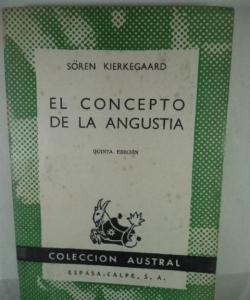 SÖREN KIERKEGAARD
EL CONCEPTO
DE LA ANGUSTIA
QUINTA EDICIÓN
COLECCION AUSTRAL
ESPASA-CALPE, S. A.